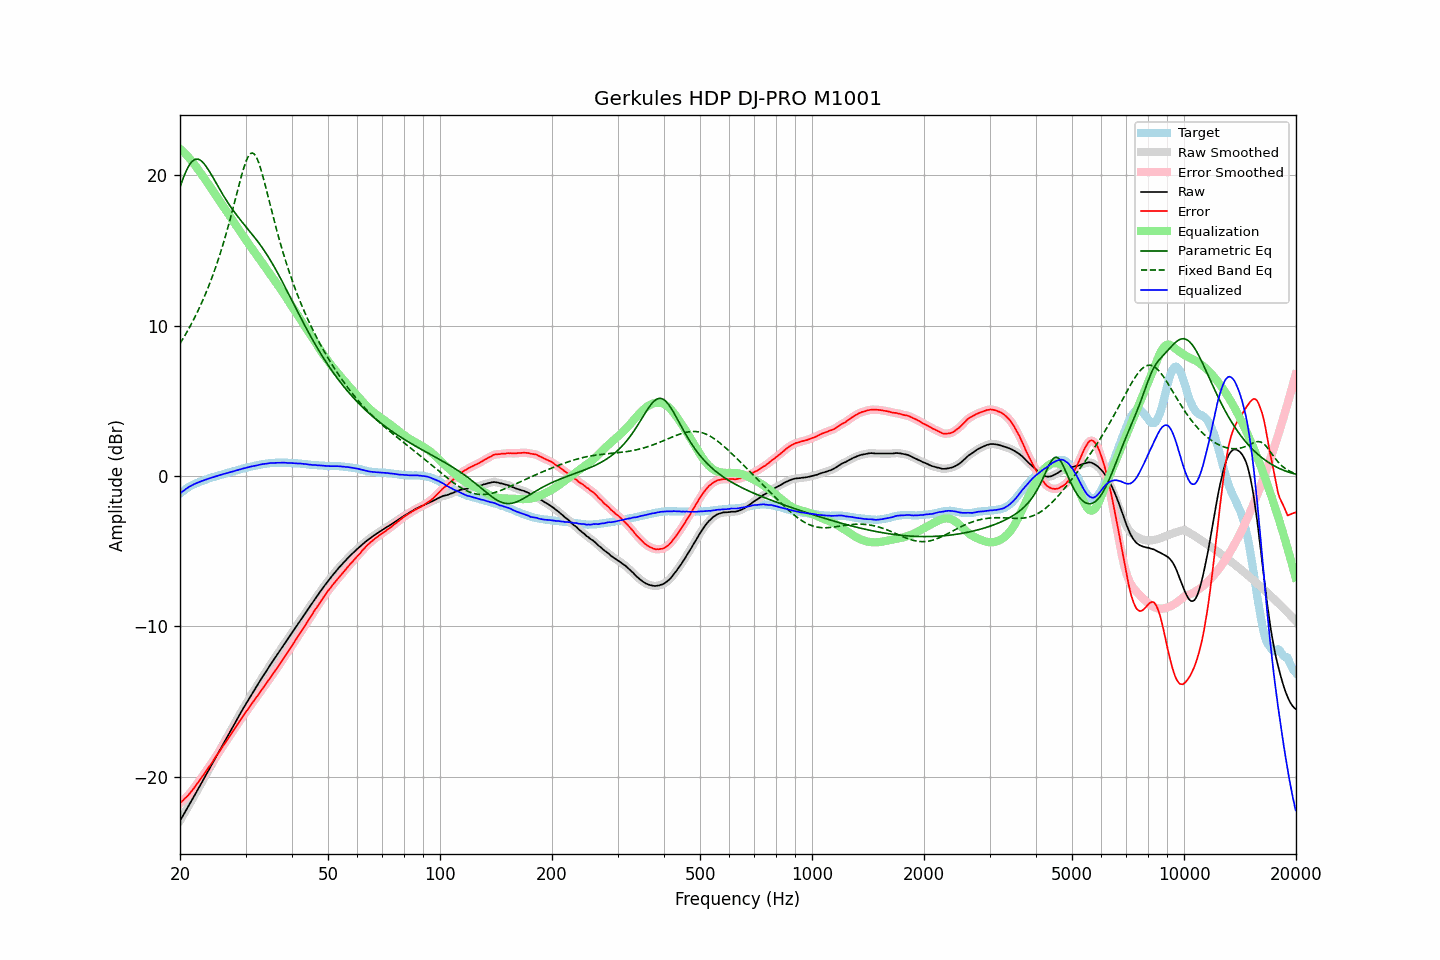 Gerkules HDP DJ-PRO M1001
Target
Raw Smoothed
Error Smoothed
Raw
Error
Equalization
Parametric Eq
Fixed Band Eq
Equalized
Amplitude (dBr)
20
10
0
−10
−20
20
50
100
200
500
1000
2000
5000
10000
20000
Frequency (Hz)